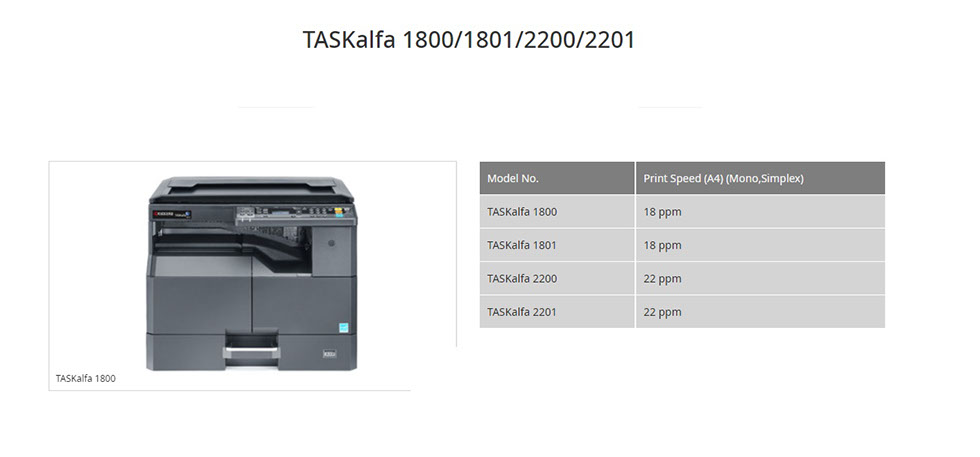 TASKalfa 1800/1801/2200/2201
KYOCERA
TASKalfa 1800
Model No. Print Speed (A4) (Mono,Simplex)
TASKalfa 1800 18 ppm
TASKalfa 1801 18 ppm
TASKalfa 2200 22 ppm
TASKalfa 2201 22 ppm